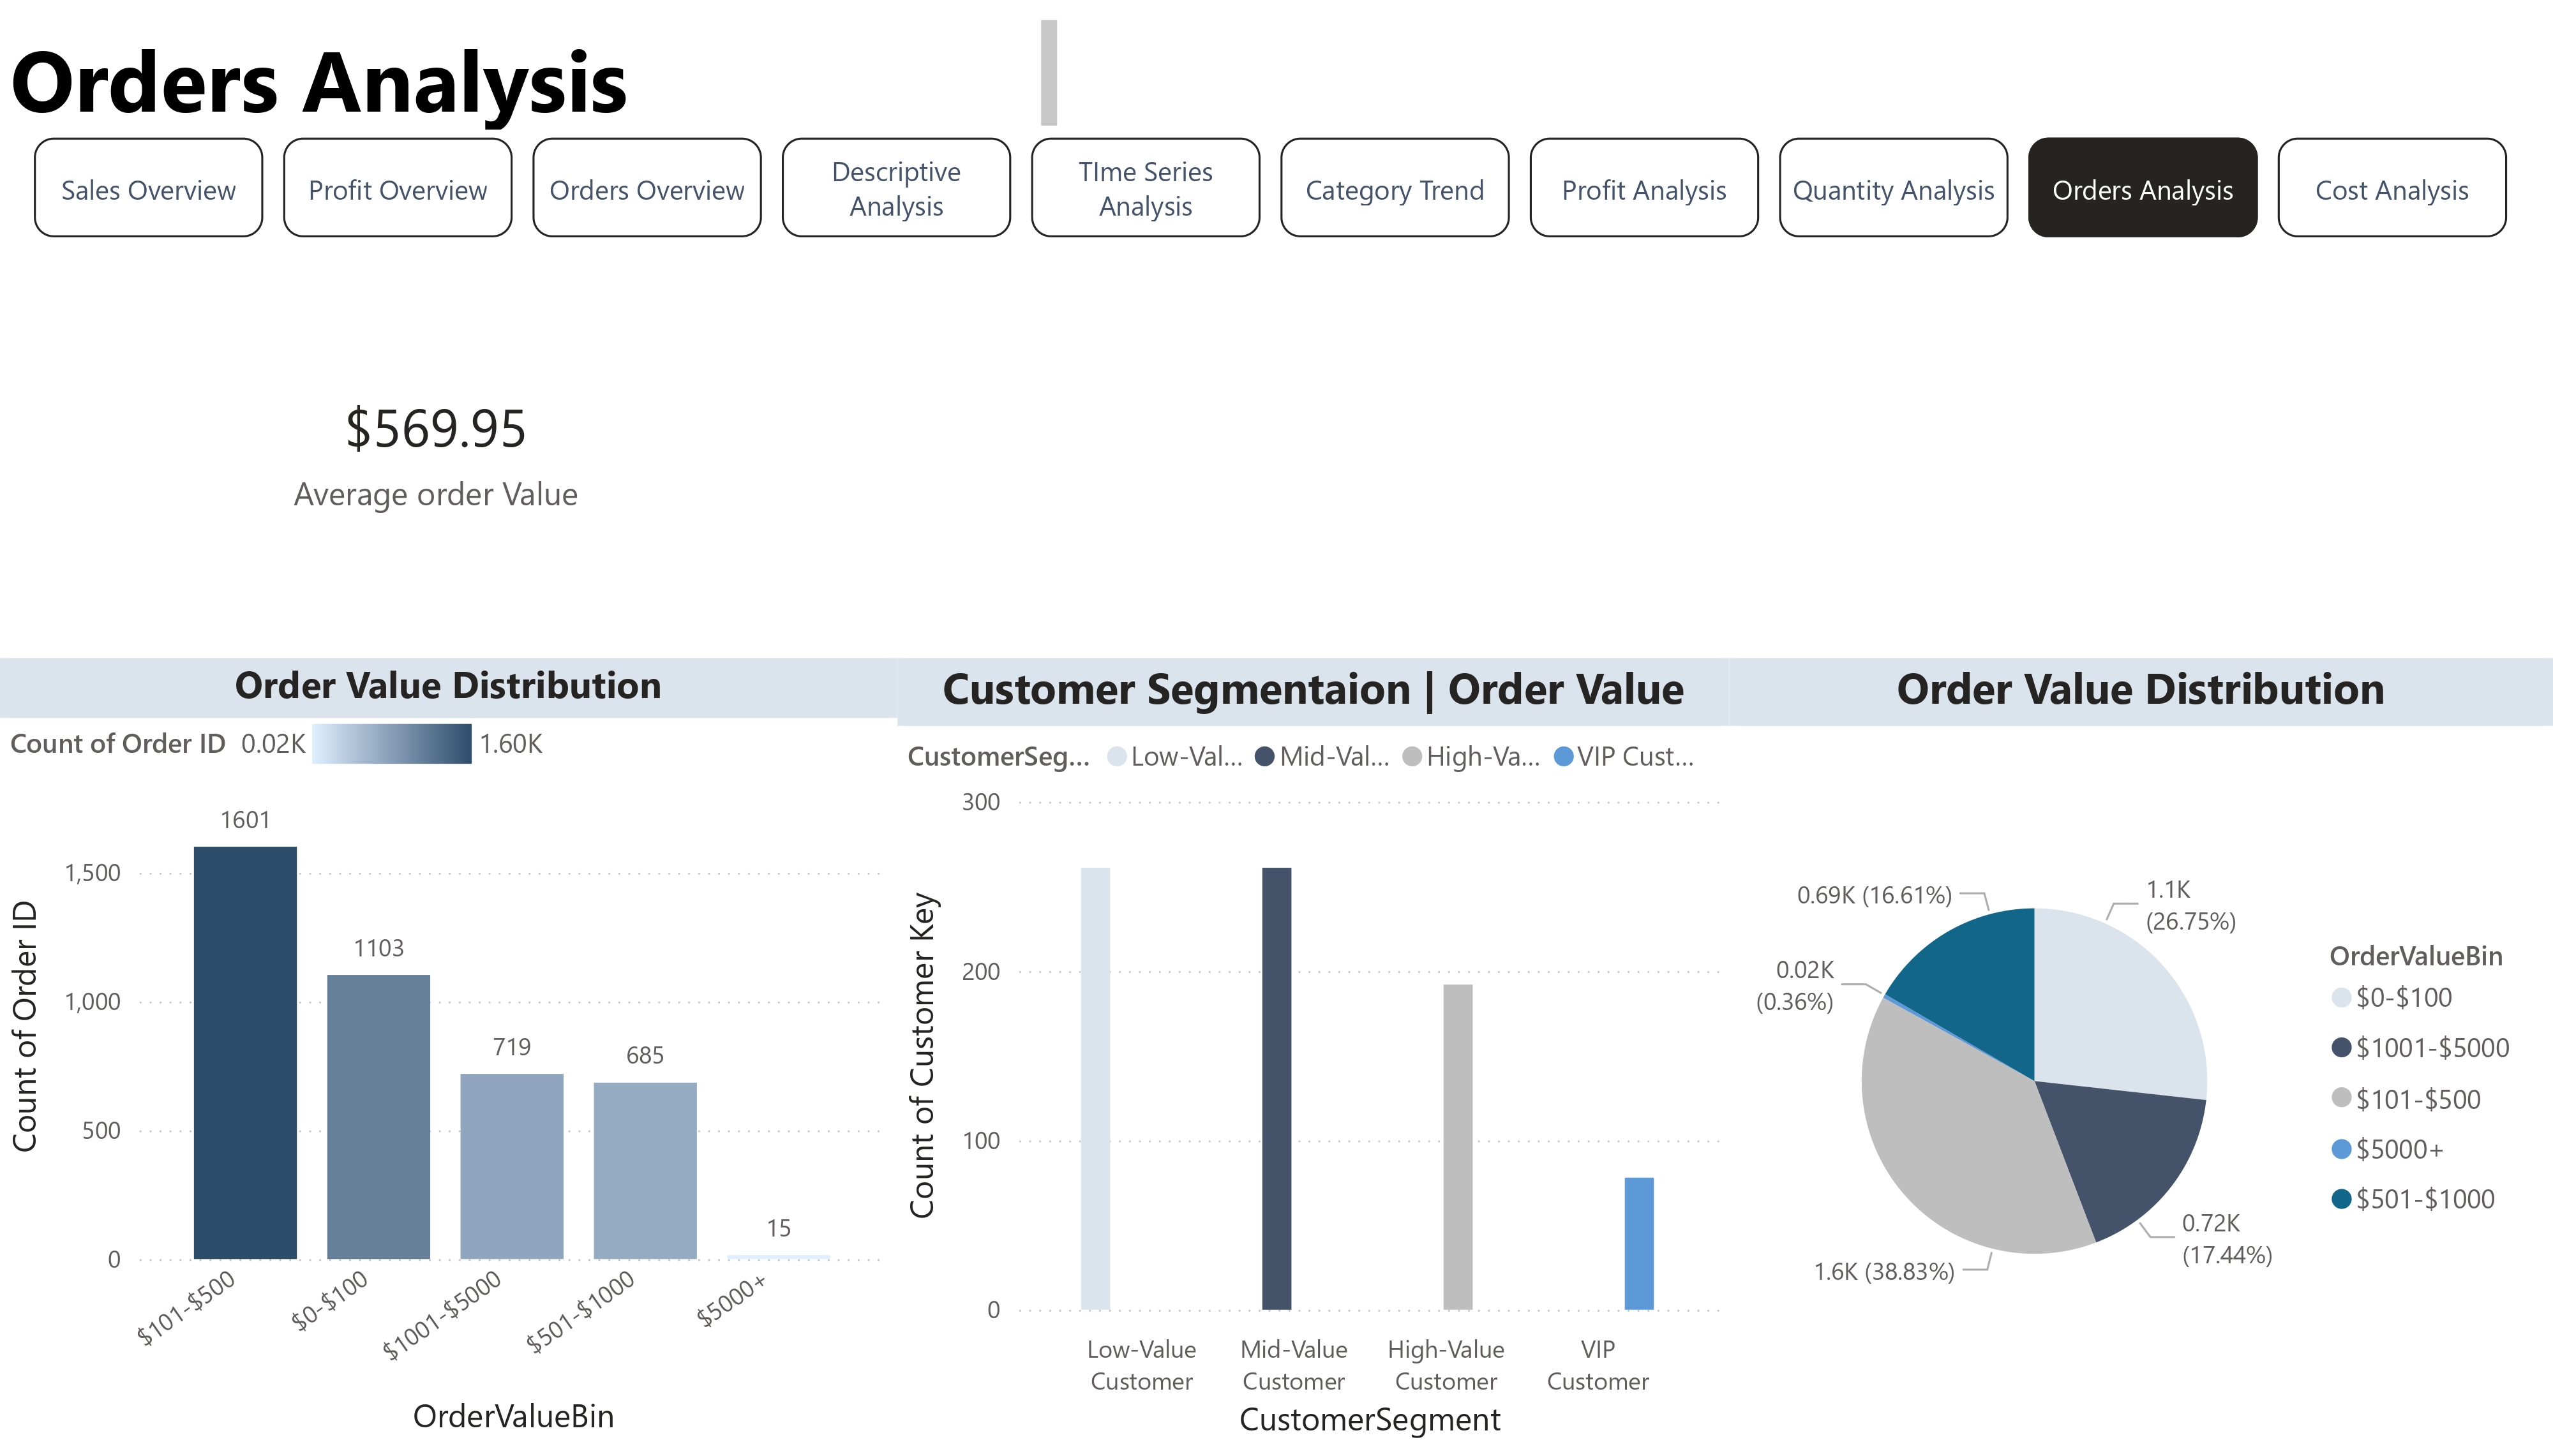 Orders Analysis
Sales Overview
Profit Overview
Orders Overview
Descriptive
Analysis
TIme Series
Analysis
Category Trend
Profit Analysis
Quantity Analysis
Orders Analysis
Cost Analysis
$569.95
Average order Value
Order Value Distribution
Count of Order ID 0.02K 1.60K
Count of Order ID
1,500
1,000
500
0
1601
1103
719
685
15
$101-$500
$0-$100
$1001-$5000
$501-$1000
$5000+
OrderValueBin
Customer Segmentaion | Order Value
CustomerSeg... Low-Val... Mid-Val... High-Va... VIP Cust...
Count of Customer Key
300
200
100
0
Low-Value
Customer
Mid-Value
Customer
High-Value
Customer
VIP
Customer
CustomerSegment
Order Value Distribution
0.69K (16.61%)
1.1K
(26.75%)
0.02K
(0.36%)
1.6K (38.83%)
0.72K
(17.44%)
OrderValueBin
$0-$100
$1001-$5000
$101-$500
$5000+
$501-$1000